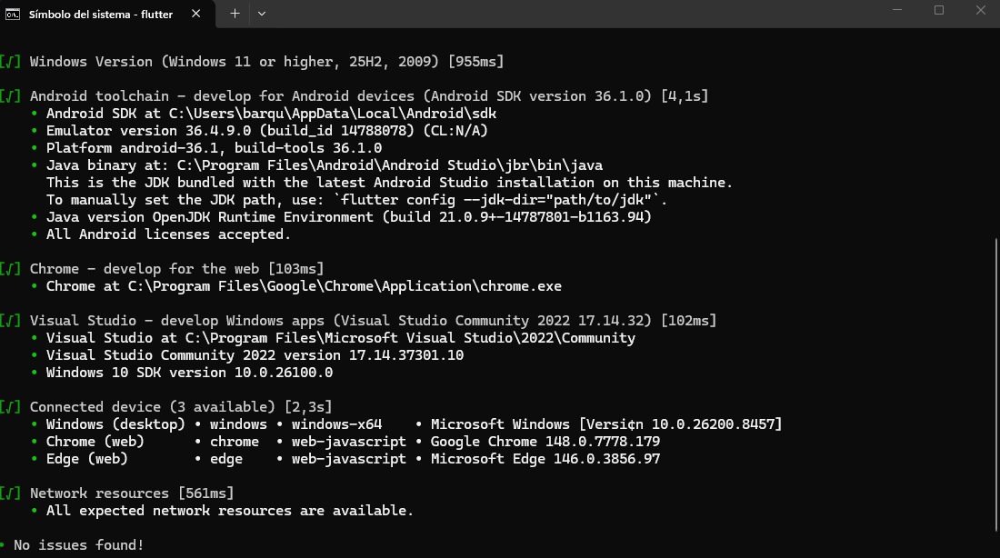 Símbolo del sistema - flutter
[√] Windows Version (Windows 11 or higher, 25H2, 2009) [955ms]
[√] Android toolchain - develop for Android devices (Android SDK version 36.1.0) [4,1s]
• Android SDK at C:\Users\barqu\AppData\Local\Android\sdk
• Emulator version 36.4.9.0 (build_id 14788078) (CL:N/A)
• Platform android-36.1, build-tools 36.1.0
• Java binary at: C:\Program Files\Android\Android Studio\jbr\bin\java
This is the JDK bundled with the latest Android Studio installation on this machine.
To manually set the JDK path, use: `flutter config --jdk-dir="path/to/jdk"`.
• Java version OpenJDK Runtime Environment (build 21.0.9+-14787801-b1163.94)
• All Android licenses accepted.
[√] Chrome - develop for the web [103ms]
• Chrome at C:\Program Files\Google\Chrome\Application\chrome.exe
[√] Visual Studio - develop Windows apps (Visual Studio Community 2022 17.14.32) [102ms]
• Visual Studio at C:\Program Files\Microsoft Visual Studio\2022\Community
• Visual Studio Community 2022 version 17.14.37301.10
• Windows 10 SDK version 10.0.26100.0
[√] Connected device (3 available) [2,3s]
• Windows (desktop) • windows • windows-x64 • Microsoft Windows [Versi¢n 10.0.26200.8457]
• Chrome (web) • chrome • web-javascript • Google Chrome 148.0.7778.179
• Edge (web) • edge • web-javascript • Microsoft Edge 146.0.3856.97
[√] Network resources [561ms]
• All expected network resources are available.
• No issues found!